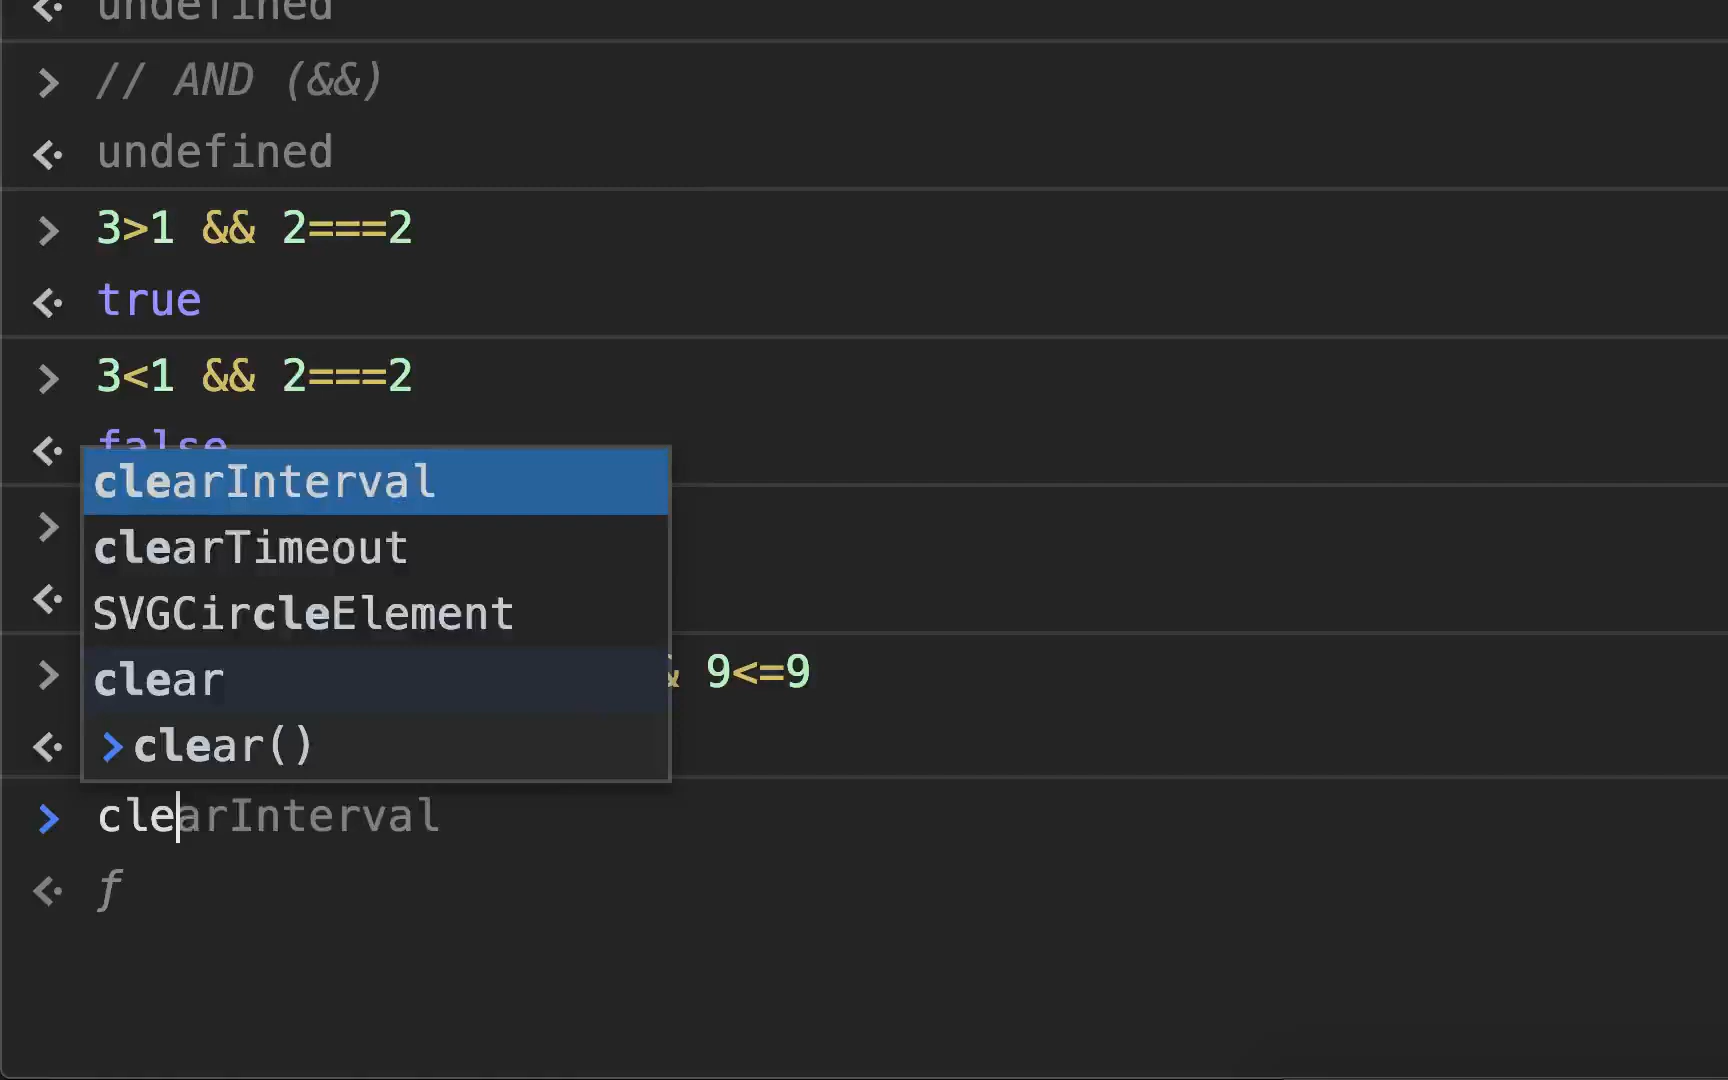 undefined
// AND (&&)
undefined
3>1 && 2===2
true
3<1 && 2===2
false
clearInterval
clearTimeout
SVGCircleElement
clear
9<=9
clear()
clearInterval
f